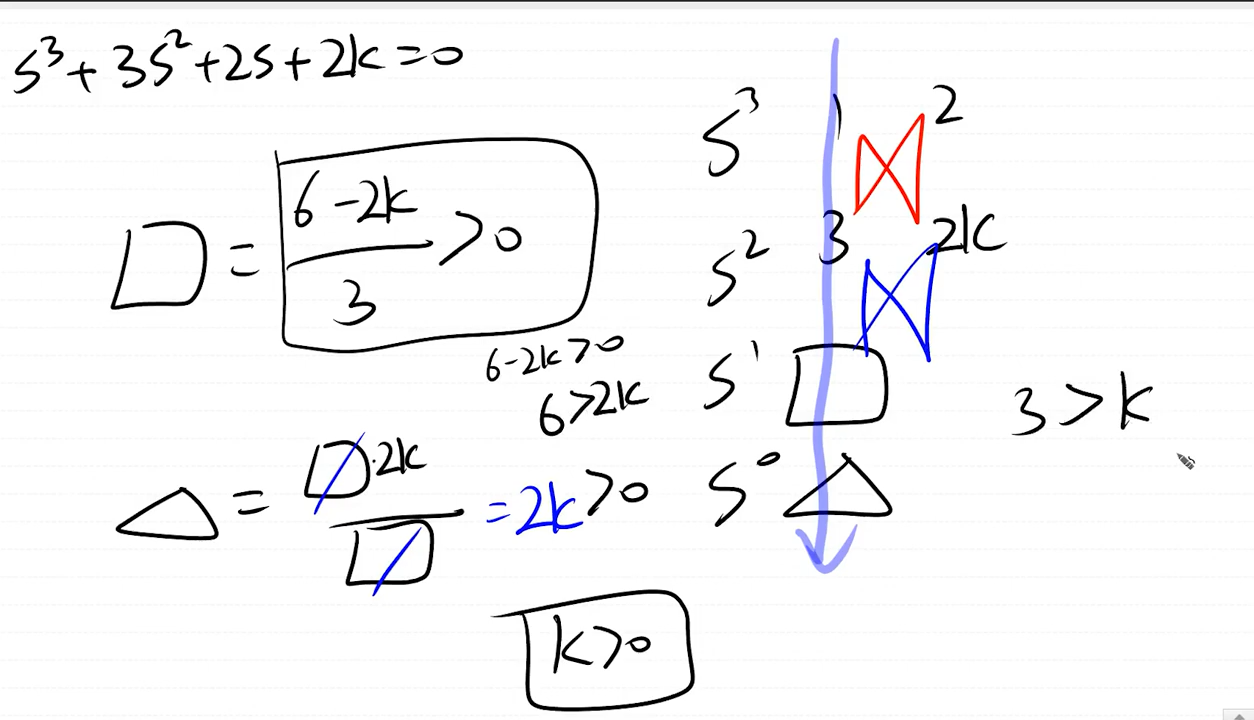 s³ + 3s² + 2s + 2k = 0
□ = (6 - 2k)/3 > 0
6 - 2k > 0
6 > 2k
△ = (□ · 2k)/□ = 2k > 0
k > 0
s³ 1 2
s² 3 2k
s¹ □
s⁰ △
3 > k